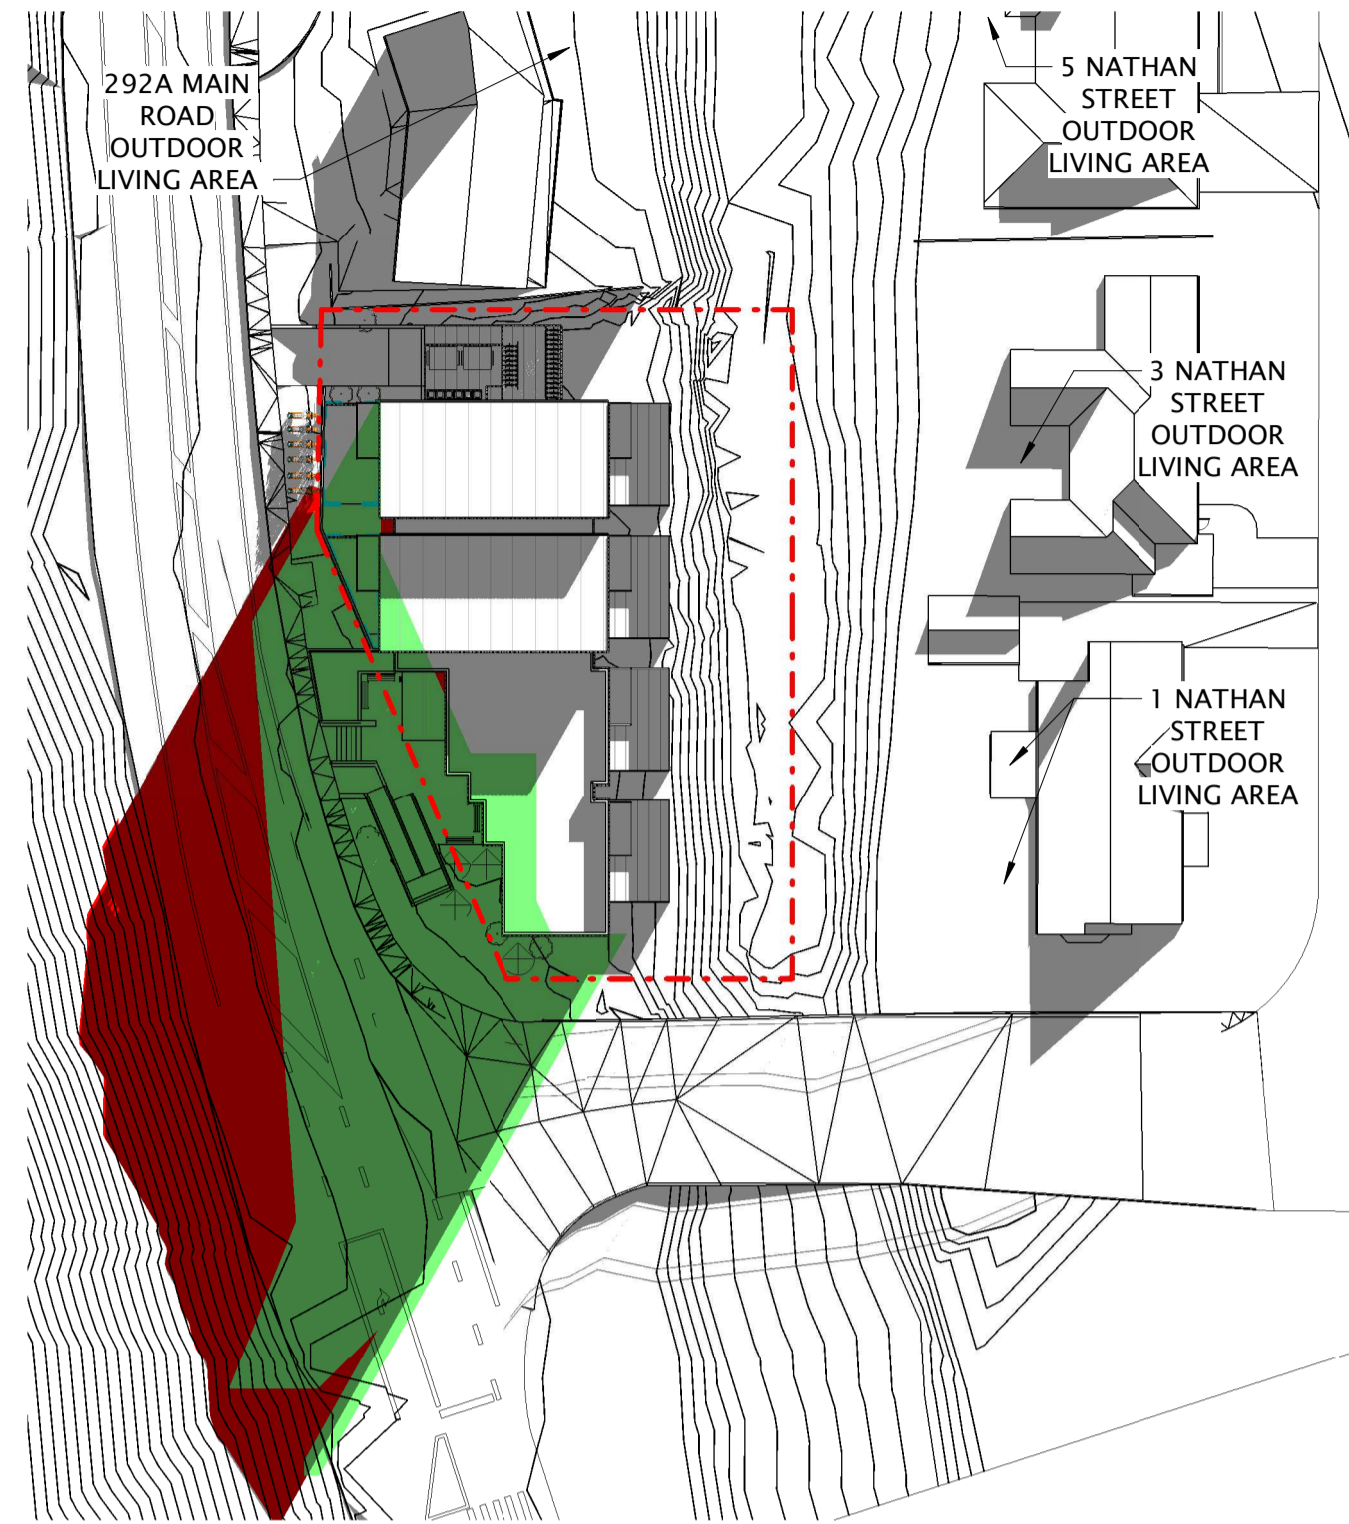 292A MAIN
ROAD
OUTDOOR
LIVING AREA
5 NATHAN
STREET
OUTDOOR
LIVING AREA
3 NATHAN
STREET
OUTDOOR
LIVING AREA
1 NATHAN
STREET
OUTDOOR
LIVING AREA